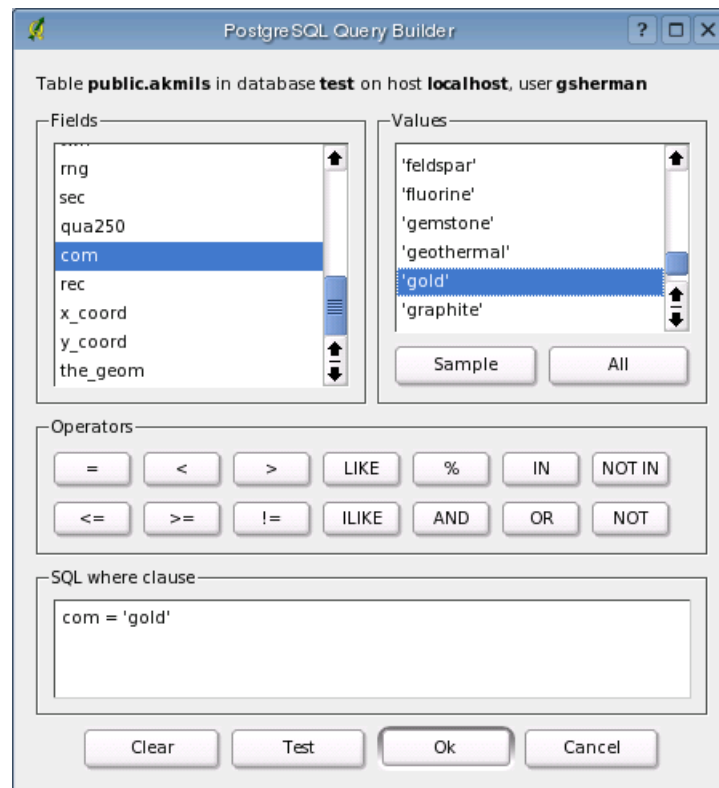 PostgreSQL Query Builder
Table public.akmils in database test on host localhost, user gsherman
Fields
rng
sec
qua250
com
rec
x_coord
y_coord
the_geom
Values
'feldspar'
'fluorine'
'gemstone'
'geothermal'
'gold'
'graphite'
Sample All
Operators
= < > LIKE % IN NOT IN
<= >= != ILIKE AND OR NOT
SQL where clause
com = 'gold'
Clear Test Ok Cancel